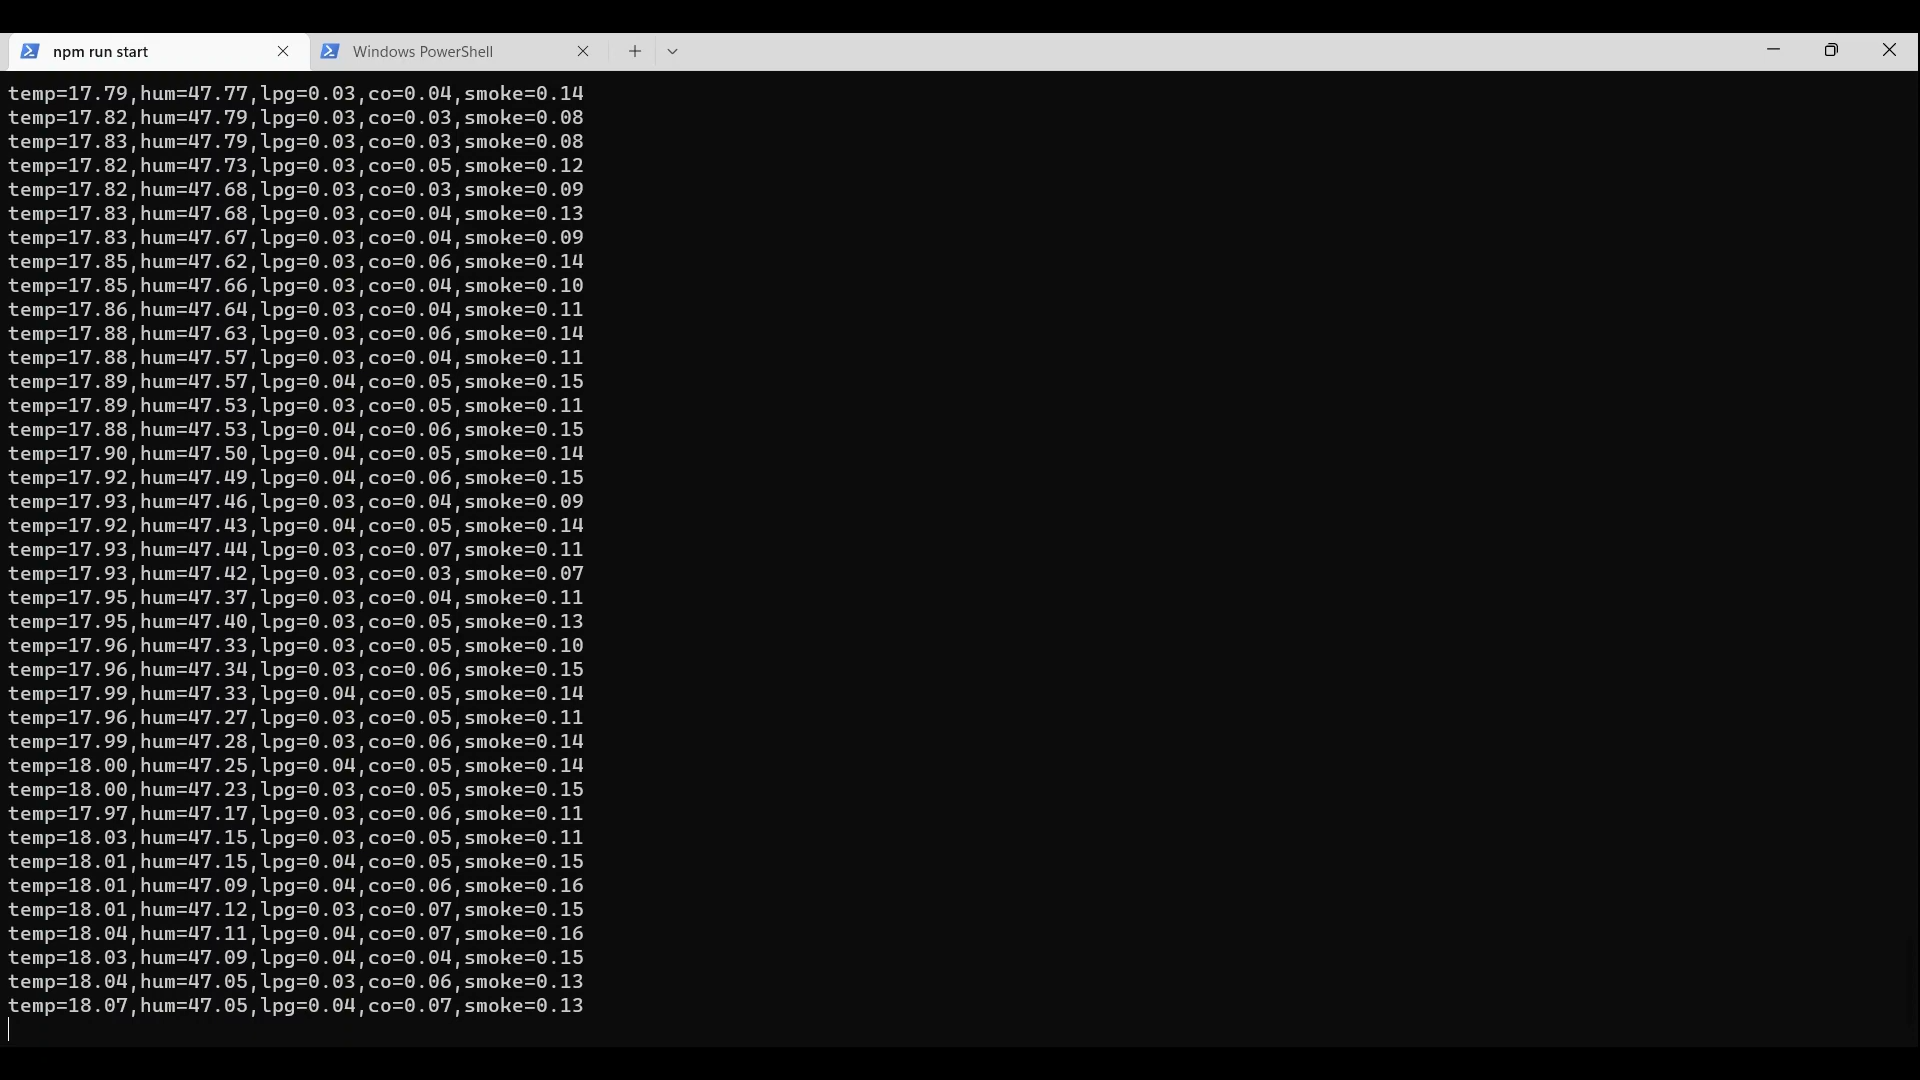 npm run start
Windows PowerShell
temp=17.79,hum=47.77,lpg=0.03,co=0.04,smoke=0.14
temp=17.82,hum=47.79,lpg=0.03,co=0.03,smoke=0.08
temp=17.83,hum=47.79,lpg=0.03,co=0.03,smoke=0.08
temp=17.82,hum=47.73,lpg=0.03,co=0.05,smoke=0.12
temp=17.82,hum=47.68,lpg=0.03,co=0.03,smoke=0.09
temp=17.83,hum=47.68,lpg=0.03,co=0.04,smoke=0.13
temp=17.83,hum=47.67,lpg=0.03,co=0.04,smoke=0.09
temp=17.85,hum=47.62,lpg=0.03,co=0.06,smoke=0.14
temp=17.85,hum=47.66,lpg=0.03,co=0.04,smoke=0.10
temp=17.86,hum=47.64,lpg=0.03,co=0.04,smoke=0.11
temp=17.88,hum=47.63,lpg=0.03,co=0.06,smoke=0.14
temp=17.88,hum=47.57,lpg=0.03,co=0.04,smoke=0.11
temp=17.89,hum=47.57,lpg=0.04,co=0.05,smoke=0.15
temp=17.89,hum=47.53,lpg=0.03,co=0.05,smoke=0.11
temp=17.88,hum=47.53,lpg=0.04,co=0.06,smoke=0.15
temp=17.90,hum=47.50,lpg=0.04,co=0.05,smoke=0.14
temp=17.92,hum=47.49,lpg=0.04,co=0.06,smoke=0.15
temp=17.93,hum=47.46,lpg=0.03,co=0.04,smoke=0.09
temp=17.92,hum=47.43,lpg=0.04,co=0.05,smoke=0.14
temp=17.93,hum=47.44,lpg=0.03,co=0.07,smoke=0.11
temp=17.93,hum=47.42,lpg=0.03,co=0.03,smoke=0.07
temp=17.95,hum=47.37,lpg=0.03,co=0.04,smoke=0.11
temp=17.95,hum=47.40,lpg=0.03,co=0.05,smoke=0.13
temp=17.96,hum=47.33,lpg=0.03,co=0.05,smoke=0.10
temp=17.96,hum=47.34,lpg=0.03,co=0.06,smoke=0.15
temp=17.99,hum=47.33,lpg=0.04,co=0.05,smoke=0.14
temp=17.96,hum=47.27,lpg=0.03,co=0.05,smoke=0.11
temp=17.99,hum=47.28,lpg=0.03,co=0.06,smoke=0.14
temp=18.00,hum=47.25,lpg=0.04,co=0.05,smoke=0.14
temp=18.00,hum=47.23,lpg=0.03,co=0.05,smoke=0.15
temp=17.97,hum=47.17,lpg=0.03,co=0.06,smoke=0.11
temp=18.03,hum=47.15,lpg=0.03,co=0.05,smoke=0.11
temp=18.01,hum=47.15,lpg=0.04,co=0.05,smoke=0.15
temp=18.01,hum=47.09,lpg=0.04,co=0.06,smoke=0.16
temp=18.01,hum=47.12,lpg=0.03,co=0.07,smoke=0.15
temp=18.04,hum=47.11,lpg=0.04,co=0.07,smoke=0.16
temp=18.03,hum=47.09,lpg=0.04,co=0.04,smoke=0.15
temp=18.04,hum=47.05,lpg=0.03,co=0.06,smoke=0.13
temp=18.07,hum=47.05,lpg=0.04,co=0.07,smoke=0.13